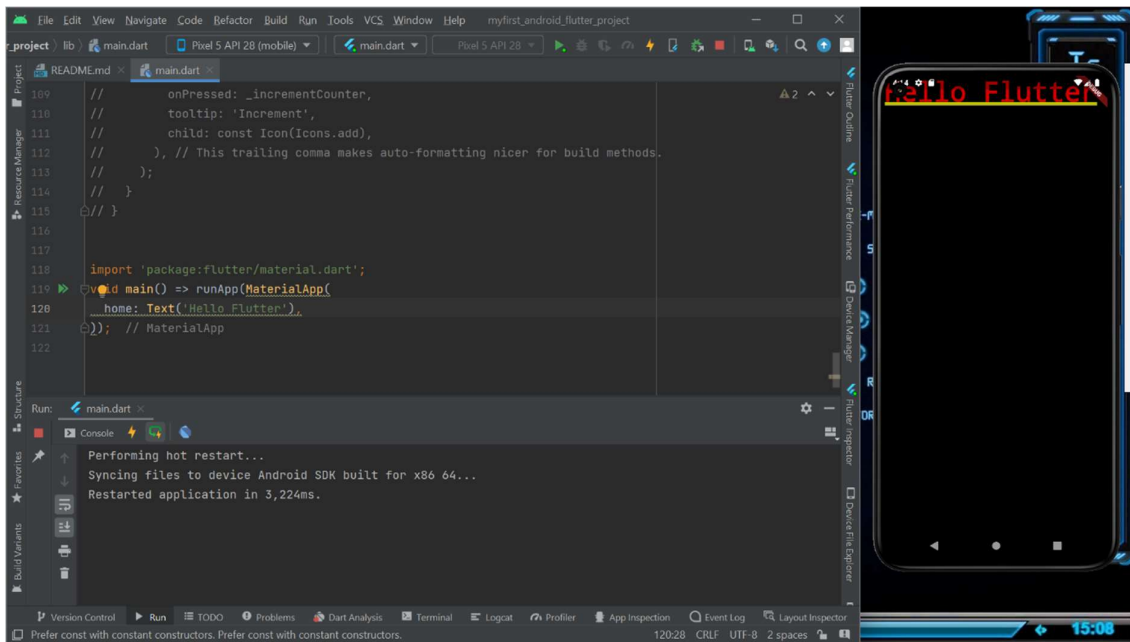 File Edit View Navigate Code Refactor Build Run Tools VCS Window Help myfirst_android_flutter_project
r_project lib main.dart Pixel 5 API 28 (mobile) main.dart Pixel 5 API 28
README.md main.dart
109 // onPressed: _incrementCounter,
2
110 // tooltip: 'Increment',
111 // child: const Icon(Icons.add),
112 // ), // This trailing comma makes auto-formatting nicer for build methods.
113 // );
114 // }
115 // }
116
117
118 import 'package:flutter/material.dart';
119 void main() => runApp(MaterialApp(
120 home: Text('Hello Flutter'),
121 )); // MaterialApp
122
Project
Resource Manager
Structure
Favorites
Build Variants
Flutter Outline
Flutter Performance
Device Manager
Flutter Inspector
Device File Explorer
Run: main.dart
Console
Performing hot restart...
Syncing files to device Android SDK built for x86 64...
Restarted application in 3,224ms.
Version Control Run TODO Problems Dart Analysis Terminal Logcat Profiler App Inspection Event Log Layout Inspector
Prefer const with constant constructors. Prefer const with constant constructors. 120:28 CRLF UTF-8 2 spaces
Hello Flutter
15:08